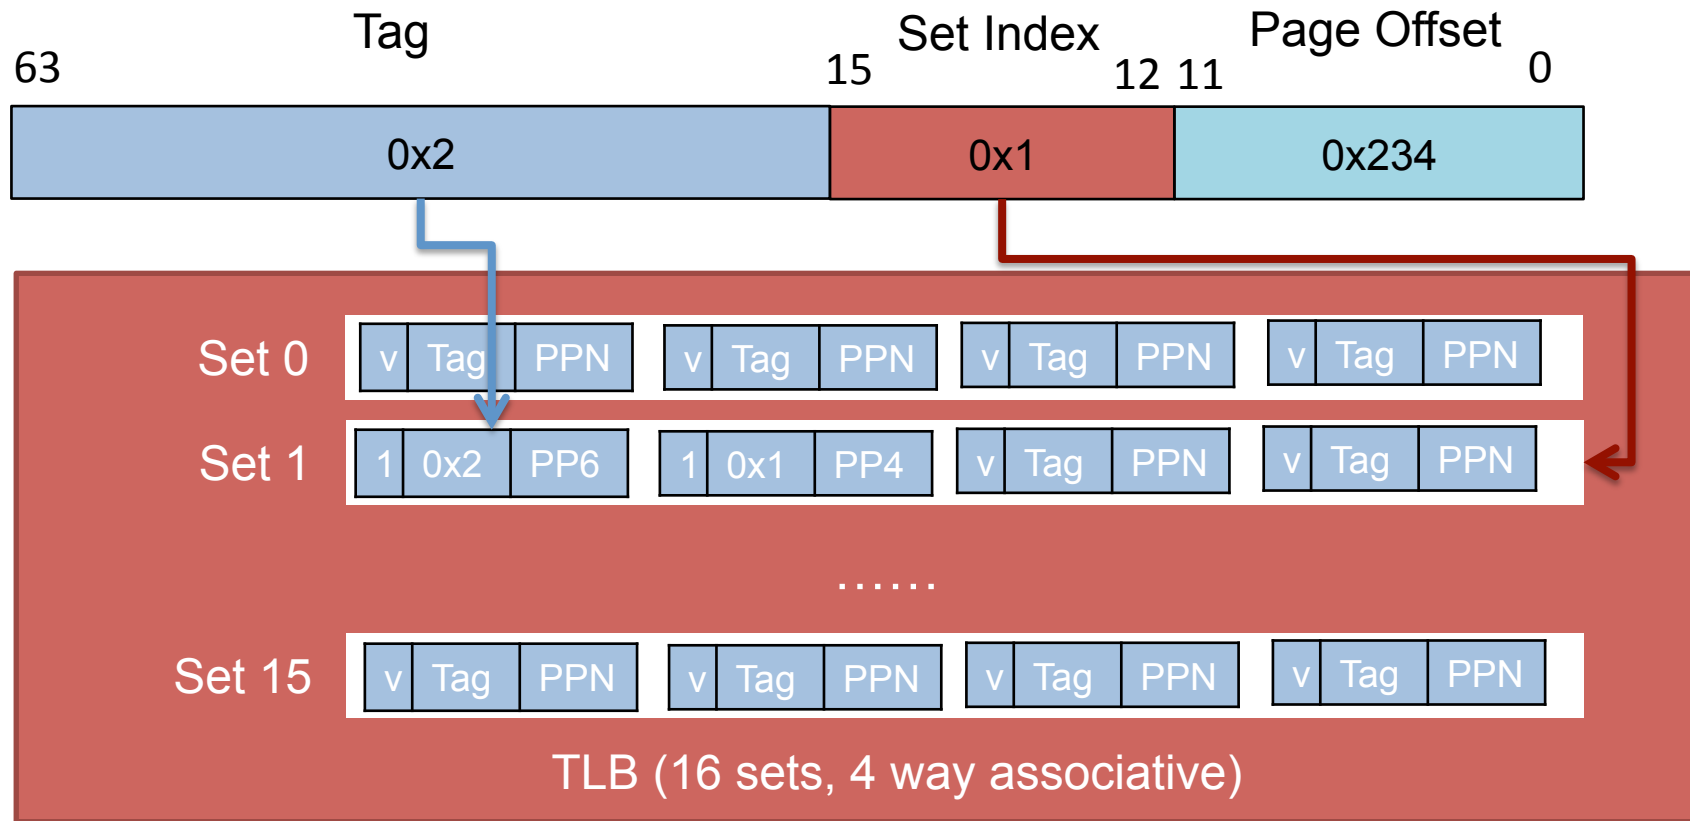 Tag Set Index Page Offset
63 15 12 11 0
0x2 0x1 0x234
Set 0 v Tag PPN v Tag PPN v Tag PPN v Tag PPN
Set 1 1 0x2 PP6 1 0x1 PP4 v Tag PPN v Tag PPN
......
Set 15 v Tag PPN v Tag PPN v Tag PPN v Tag PPN
TLB (16 sets, 4 way associative)